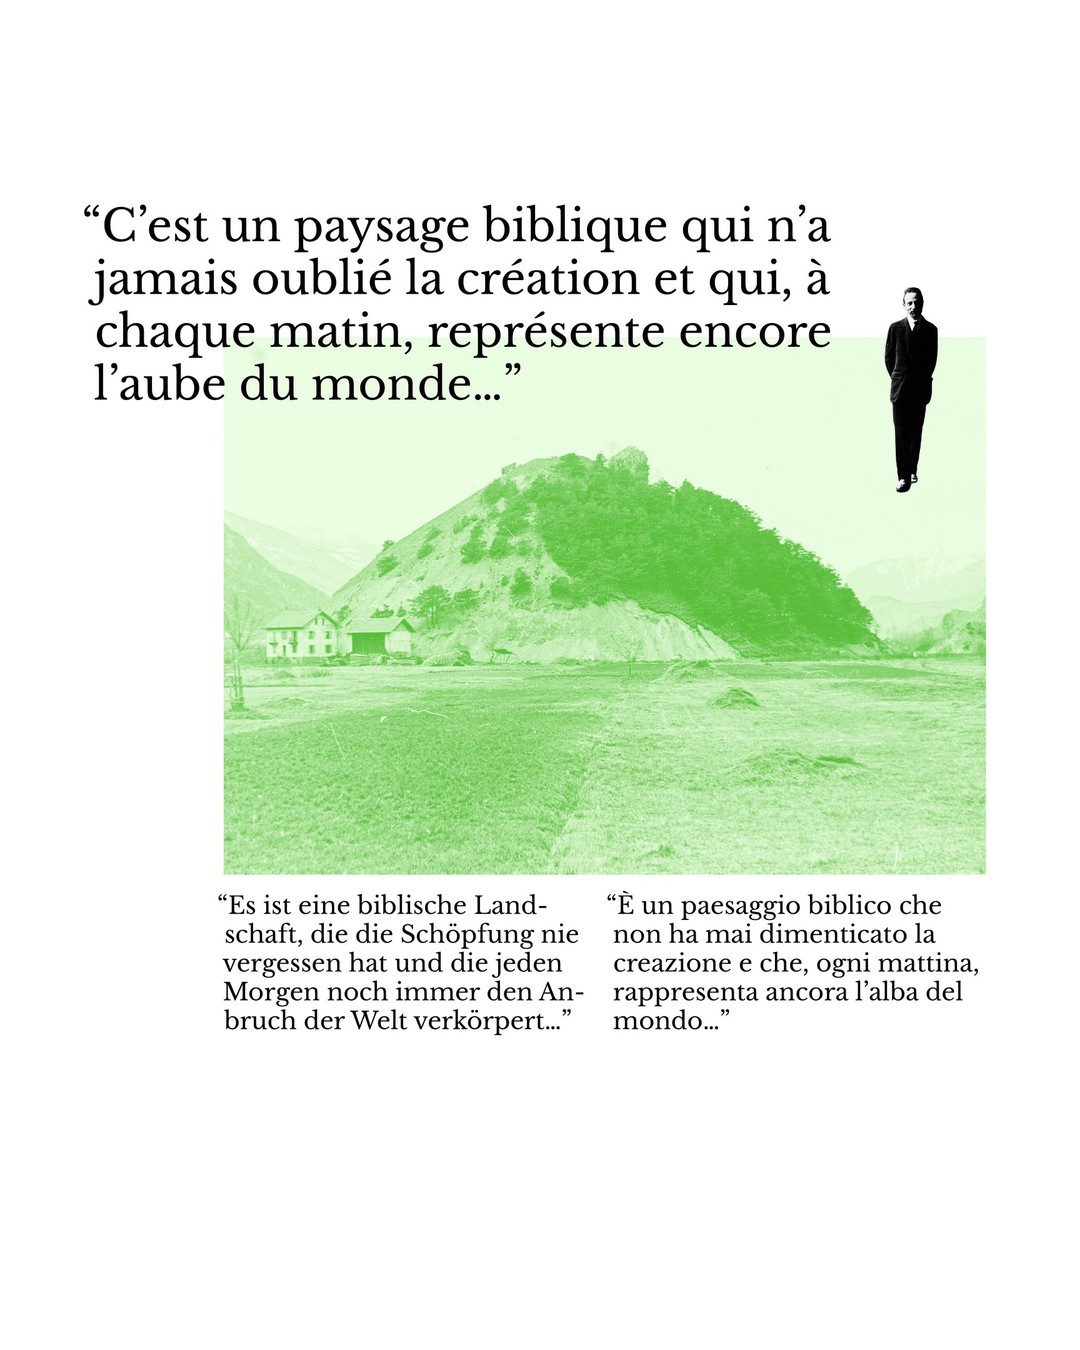 “C’est un paysage biblique qui n’a
jamais oublié la création et qui, à
chaque matin, représente encore
l’aube du monde...”
“Es ist eine biblische Land-
schaft, die die Schöpfung nie
vergessen hat und die jeden
Morgen noch immer den An-
bruch der Welt verkörpert...”
“È un paesaggio biblico che
non ha mai dimenticato la
creazione e che, ogni mattina,
rappresenta ancora l’alba del
mondo...”